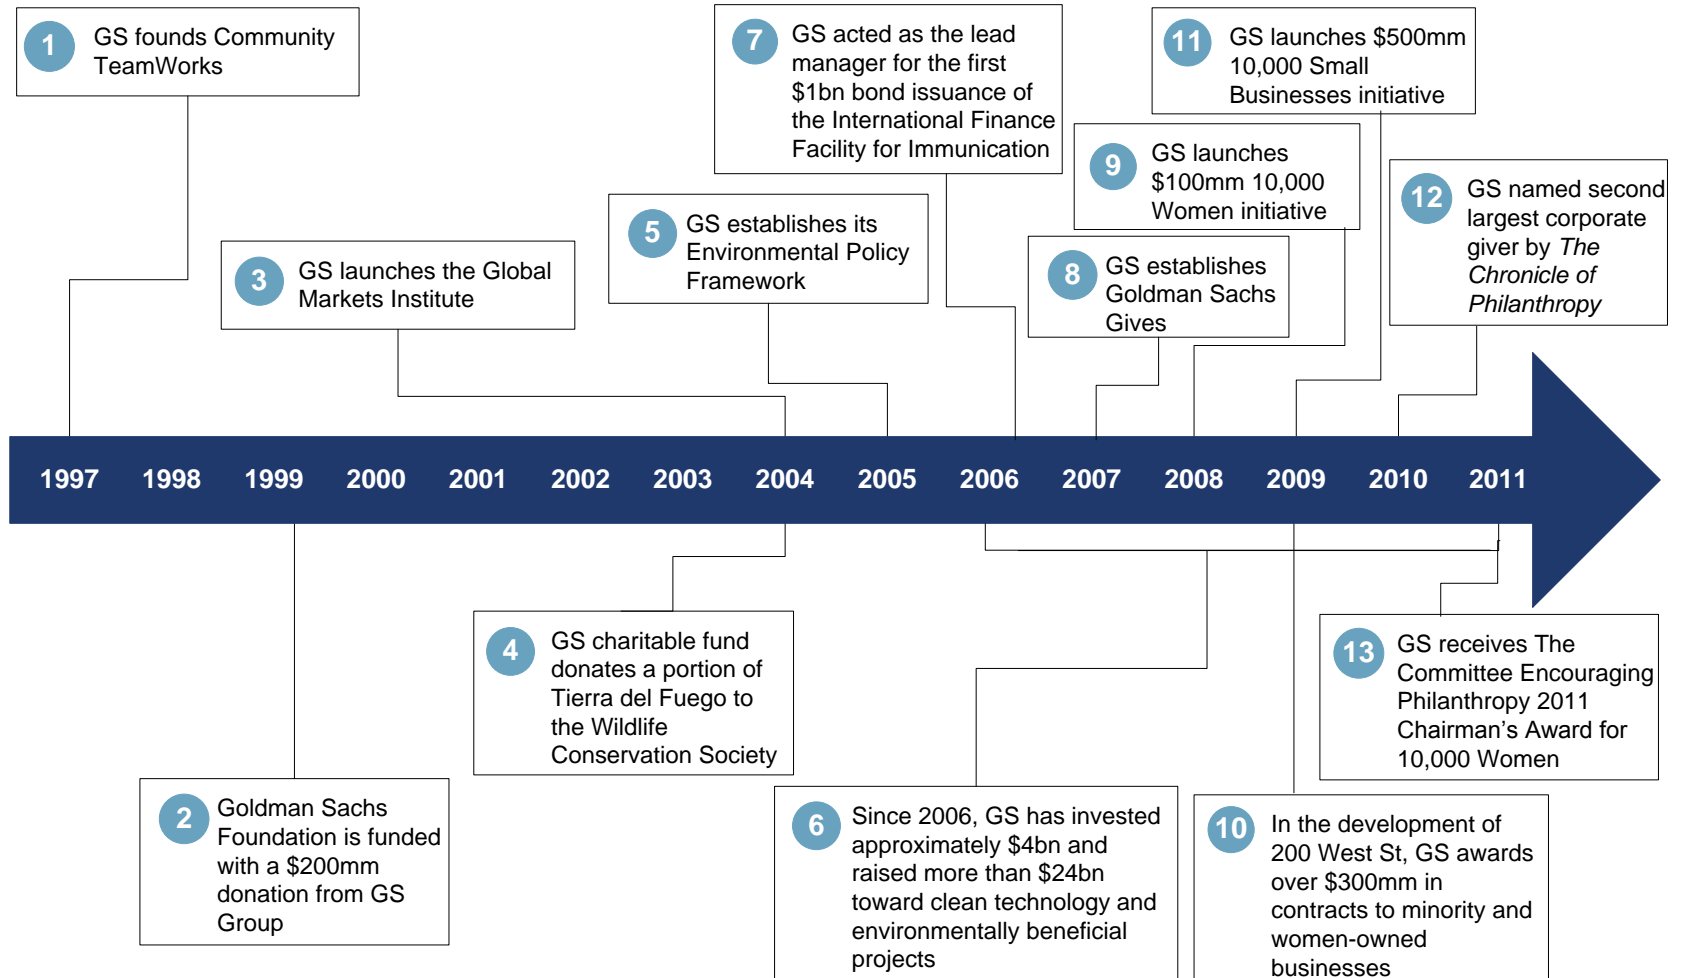 1
GS founds Community
TeamWorks
7
GS acted as the lead
manager for the first
$1bn bond issuance of
the International Finance
Facility for Immunication
11
GS launches $500mm
10,000 Small
Businesses initiative
9
GS launches
$100mm 10,000
Women initiative
12
GS named second
largest corporate
giver by The
Chronicle of
Philanthropy
5
GS establishes its
Environmental Policy
Framework
3
GS launches the Global
Markets Institute
8
GS establishes
Goldman Sachs
Gives
1997 1998 1999 2000 2001 2002 2003 2004 2005 2006 2007 2008 2009 2010 2011
4
GS charitable fund
donates a portion of
Tierra del Fuego to
the Wildlife
Conservation Society
13
GS receives The
Committee Encouraging
Philanthropy 2011
Chairman’s Award for
10,000 Women
2
Goldman Sachs
Foundation is funded
with a $200mm
donation from GS
Group
6
Since 2006, GS has invested
approximately $4bn and
raised more than $24bn
toward clean technology and
environmentally beneficial
projects
10
In the development of
200 West St, GS awards
over $300mm in
contracts to minority and
women-owned
businesses